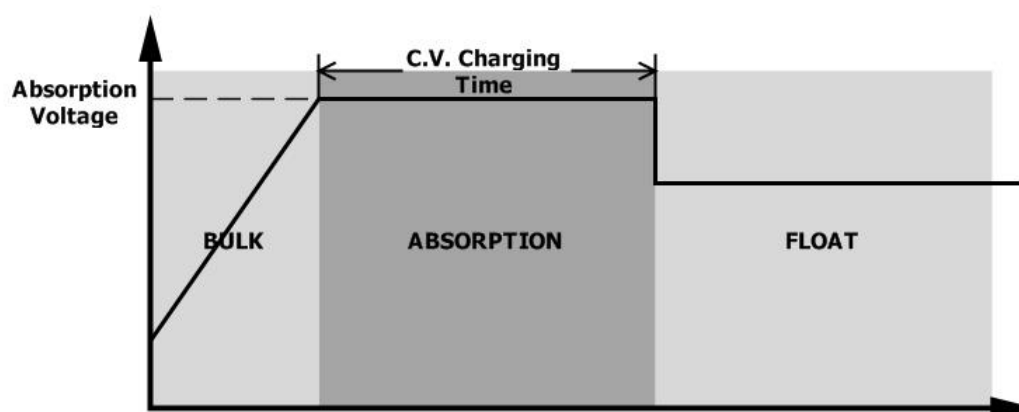 C.V. Charging
Time
Absorption
Voltage
BULK
ABSORPTION
FLOAT